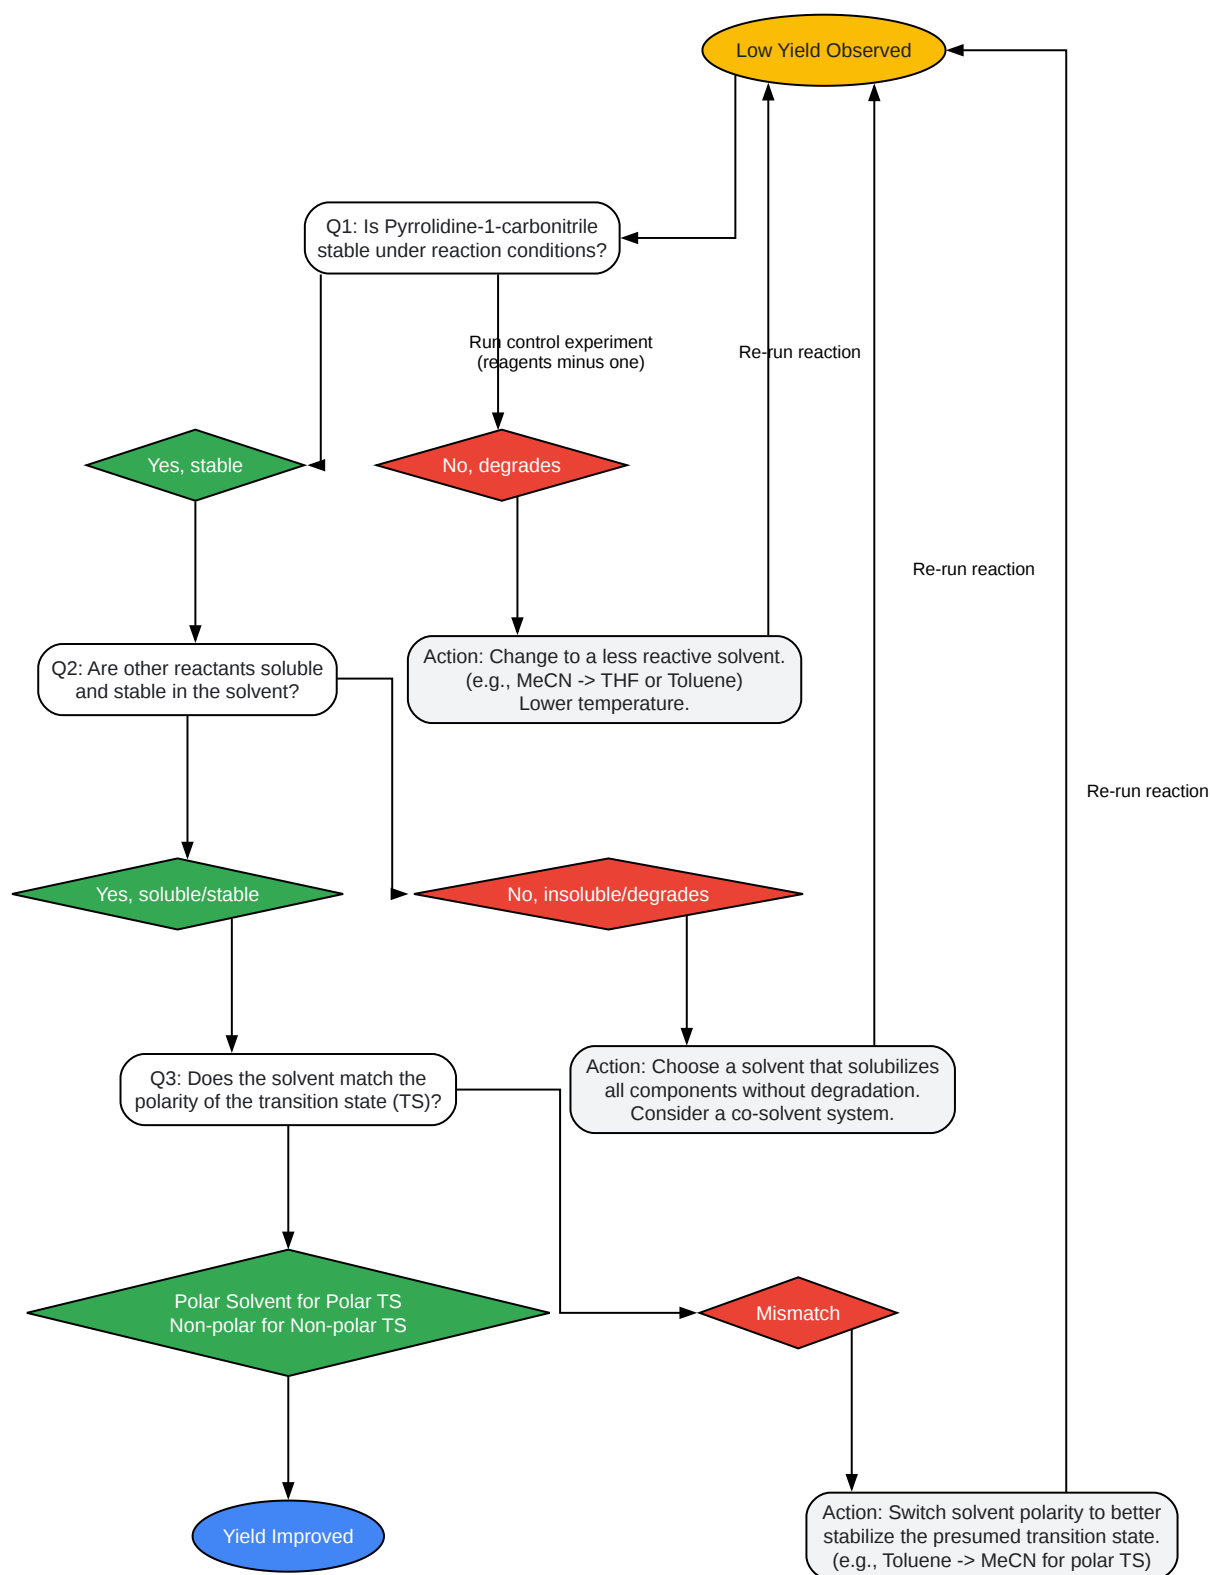 Low Yield Observed
Q1: Is Pyrrolidine-1-carbonitrile
stable under reaction conditions?
Run control experiment
(reagents minus one)
Re-run reaction
Yes, stable
No, degrades
Re-run reaction
Q2: Are other reactants soluble
and stable in the solvent?
Action: Change to a less reactive solvent.
(e.g., MeCN -> THF or Toluene)
Lower temperature.
Re-run reaction
Yes, soluble/stable
No, insoluble/degrades
Q3: Does the solvent match the
polarity of the transition state (TS)?
Action: Choose a solvent that solubilizes
all components without degradation.
Consider a co-solvent system.
Polar Solvent for Polar TS
Non-polar for Non-polar TS
Mismatch
Yield Improved
Action: Switch solvent polarity to better
stabilize the presumed transition state.
(e.g., Toluene -> MeCN for polar TS)